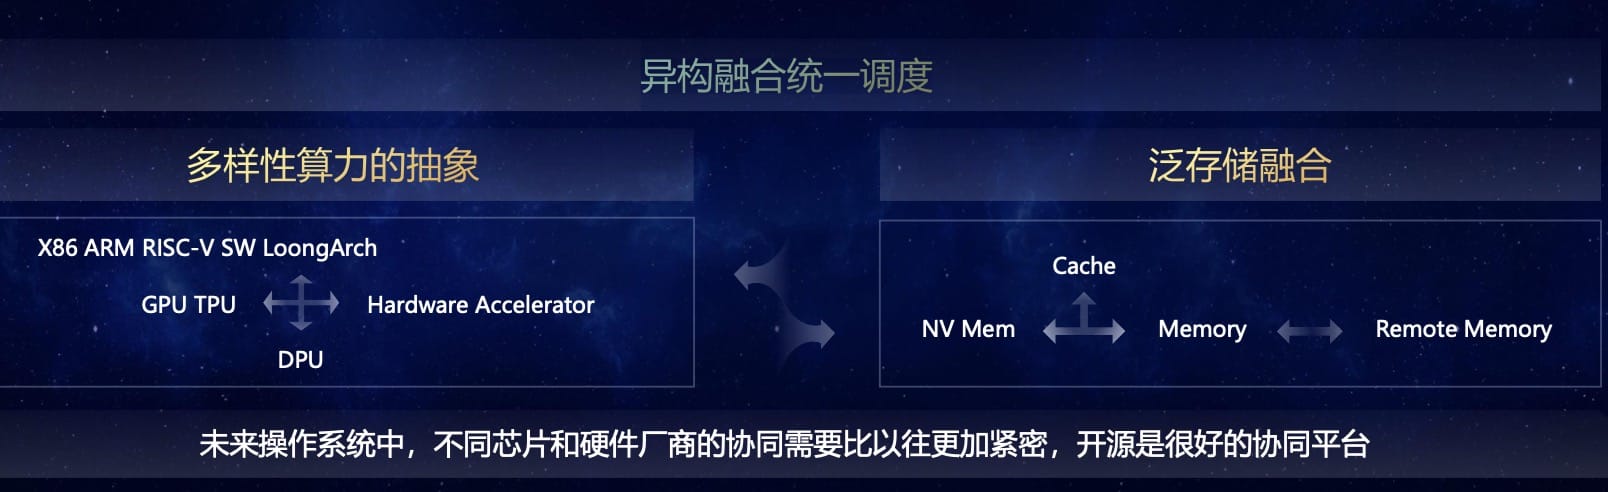 异构融合统一调度
多样性算力的抽象
X86 ARM RISC-V SW LoongArch
GPU TPU
Hardware Accelerator
DPU
泛存储融合
Cache
NV Mem
Memory
Remote Memory
未来操作系统中，不同芯片和硬件厂商的协同需要比以往更加紧密，开源是很好的协同平台